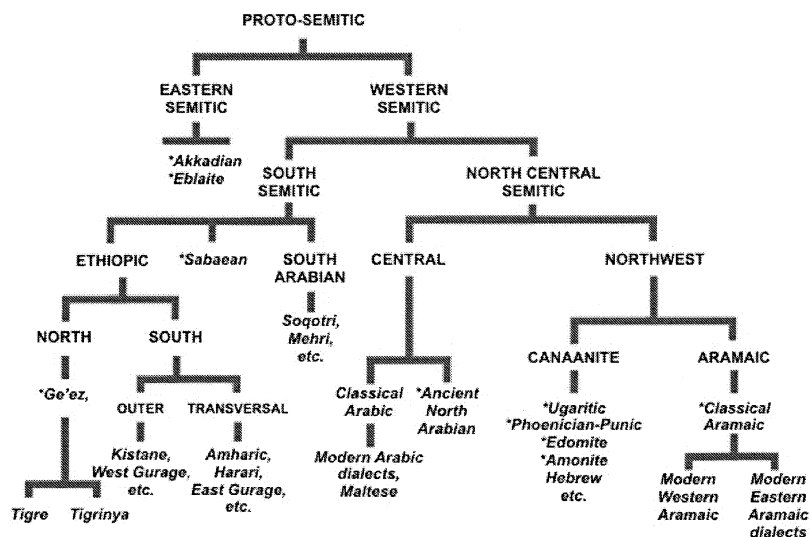 PROTO-SEMITIC
EASTERN
SEMITIC
WESTERN
SEMITIC
*Akkadian
*Eblaite
SOUTH
SEMITIC
NORTH CENTRAL
SEMITIC
ETHIOPIC
*Sabaean
SOUTH
ARABIAN
CENTRAL
NORTHWEST
Soqotri,
Mehri,
etc.
NORTH
SOUTH
CANAANITE
ARAMAIC
*Ge'ez,
OUTER
TRANSVERSAL
Classical
Arabic
*Ancient
North
Arabian
*Ugaritic
*Phoenician-Punic
*Edomite
*Amonite
Hebrew
etc.
*Classical
Aramaic
Kistane,
West Gurage,
etc.
Amharic,
Harari,
East Gurage,
etc.
Modern Arabic
dialects,
Maltese
Tigre
Tigrinya
Modern
Western
Aramaic
Modern
Eastern
Aramaic
dialects